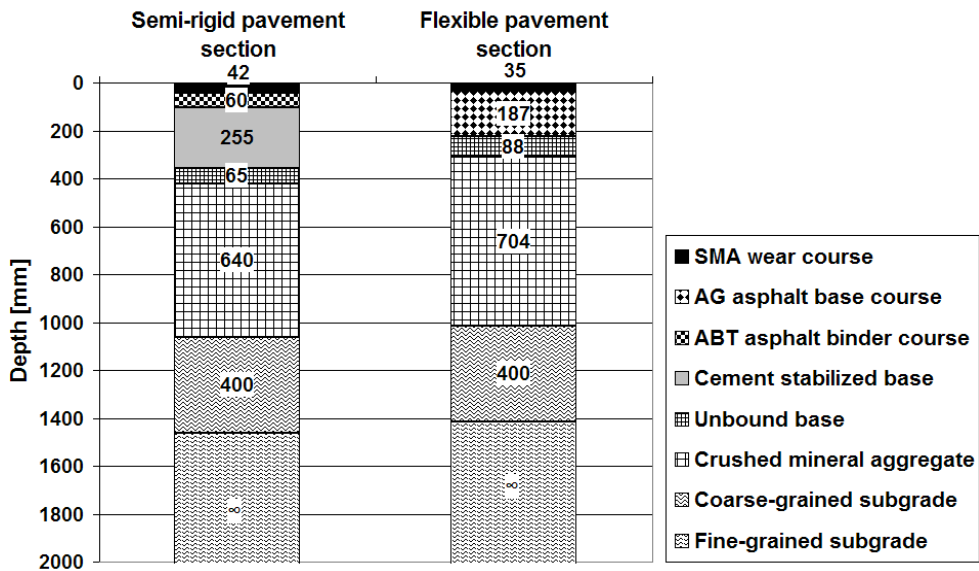 Semi-rigid pavement
section
42
Flexible pavement
section
35
Depth [mm]
0
200
400
600
800
1000
1200
1400
1600
1800
2000
60
255
65
640
400
∞
187
88
704
400
∞
SMA wear course
AG asphalt base course
ABT asphalt binder course
Cement stabilized base
Unbound base
Crushed mineral aggregate
Coarse-grained subgrade
Fine-grained subgrade